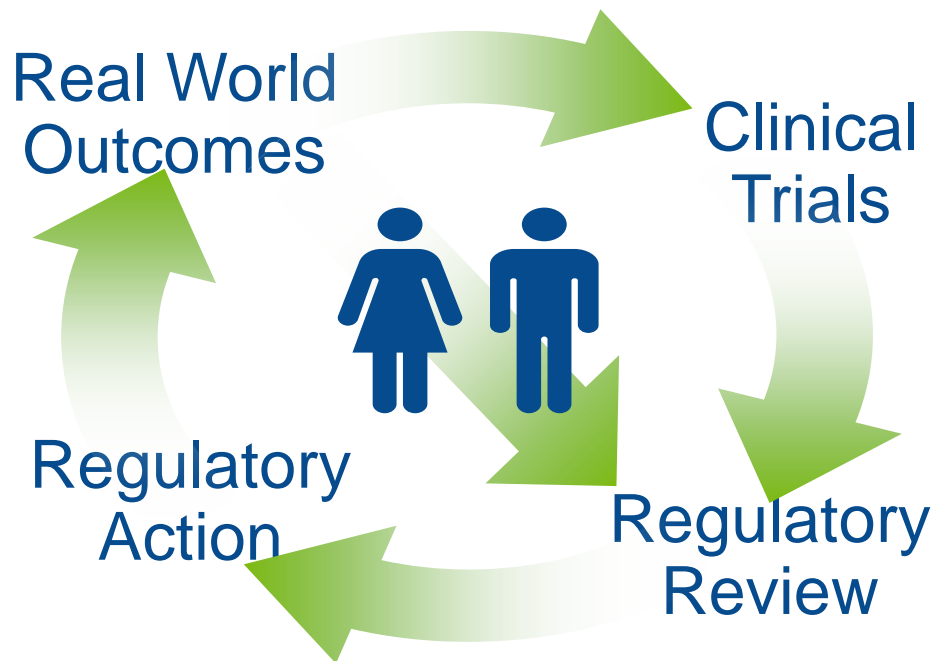 Real World
Outcomes
Clinical
Trials
Regulatory
Review
Regulatory
Action